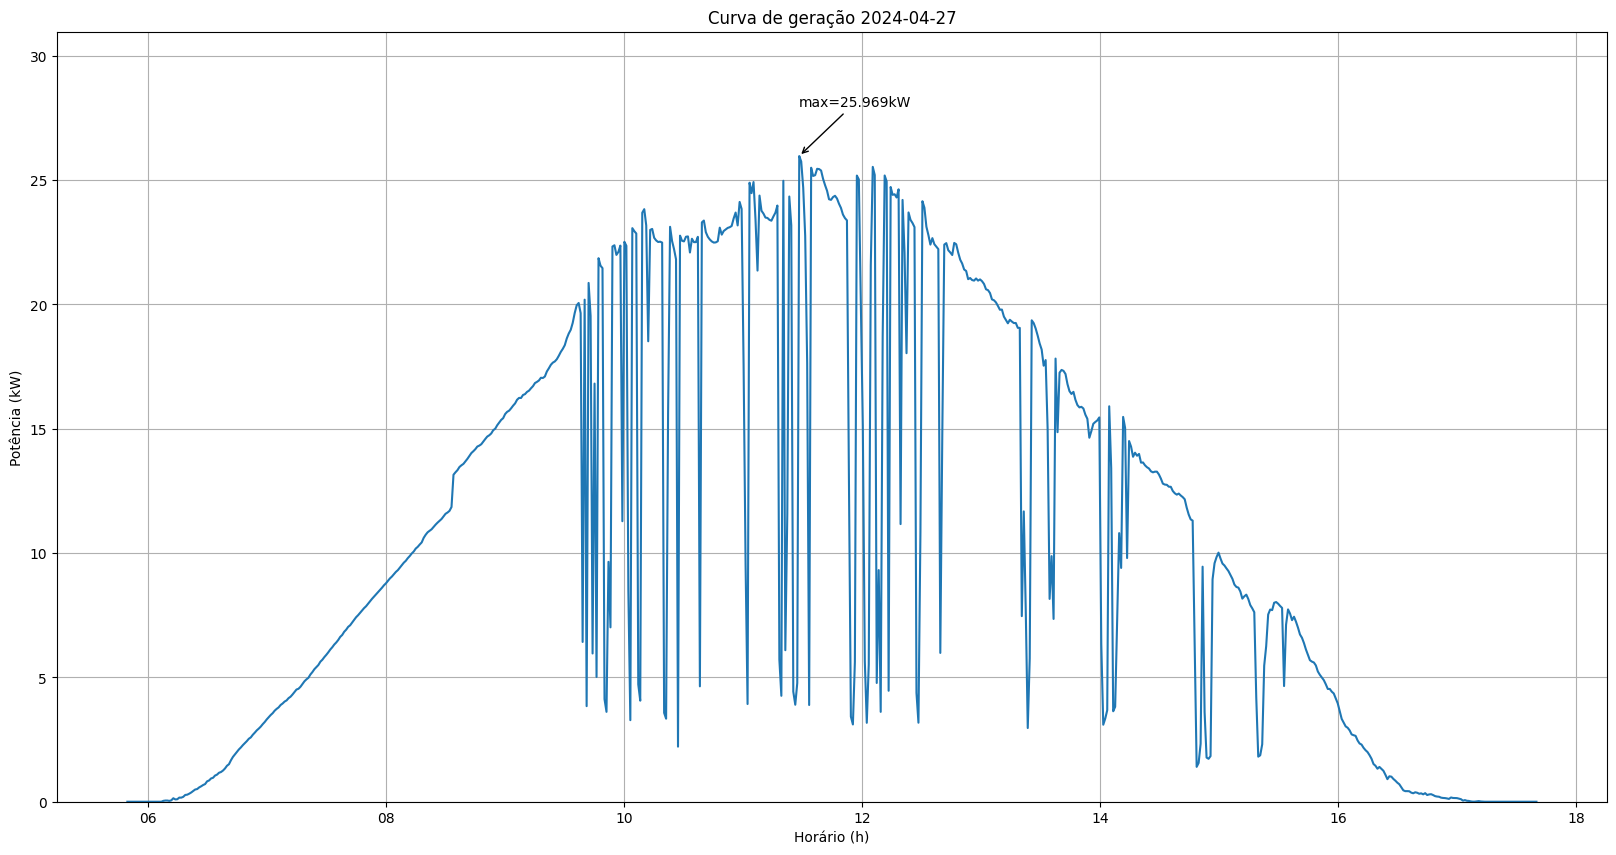 Curva de geração 2024-04-27
30
max=25.969kW
25
20
15
Potência (kW)
10
5
0
06 08 10 12 14 16 18
Horário (h)